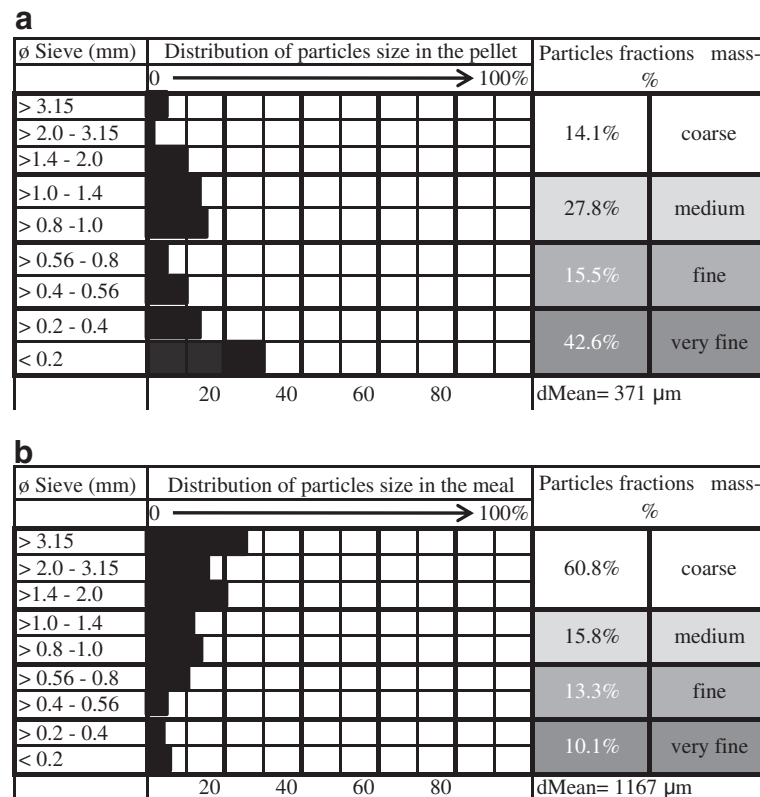 a
ø Sieve (mm) Distribution of particles size in the pellet Particles fractions mass-
0 100% %
> 3.15
> 2.0 - 3.15 14.1% coarse
>1.4 - 2.0
>1.0 - 1.4 27.8% medium
> 0.8 -1.0
> 0.56 - 0.8 15.5% fine
> 0.4 - 0.56
> 0.2 - 0.4 42.6% very fine
< 0.2
20 40 60 80 dMean= 371 µm
b
ø Sieve (mm) Distribution of particles size in the meal Particles fractions mass-
0 100% %
> 3.15
> 2.0 - 3.15 60.8% coarse
>1.4 - 2.0
>1.0 - 1.4 15.8% medium
> 0.8 -1.0
> 0.56 - 0.8 13.3% fine
> 0.4 - 0.56
> 0.2 - 0.4 10.1% very fine
< 0.2
20 40 60 80 dMean= 1167 µm